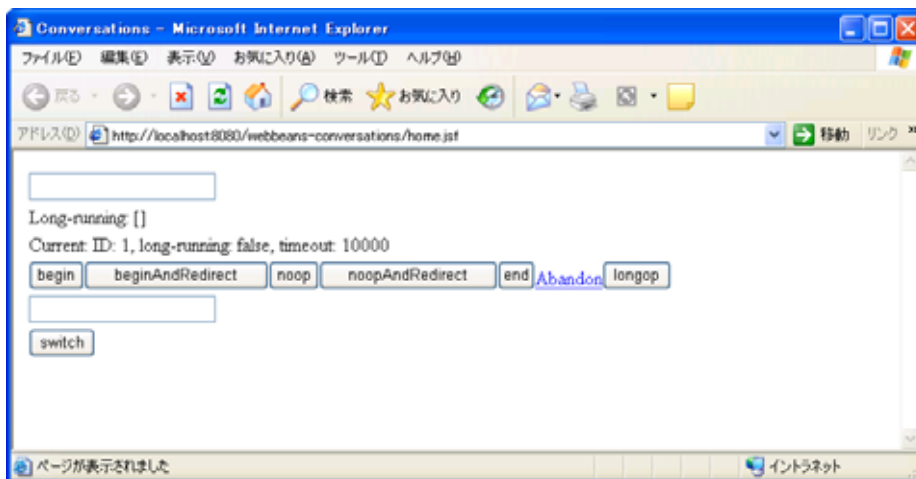 Conversations - Microsoft Internet Explorer
ファイル(F) 編集(E) 表示(V) お気に入り(A) ツール(T) ヘルプ(H)
戻る 検索 お気に入り
アドレス(D) http://localhost:8080/webbeans-conversations/home.jsf 移動 リンク »
Long-running: []
Current: ID: 1, long-running: false, timeout: 10000
begin beginAndRedirect noop noopAndRedirect end Abandon longop
switch
ページが表示されました イントラネット